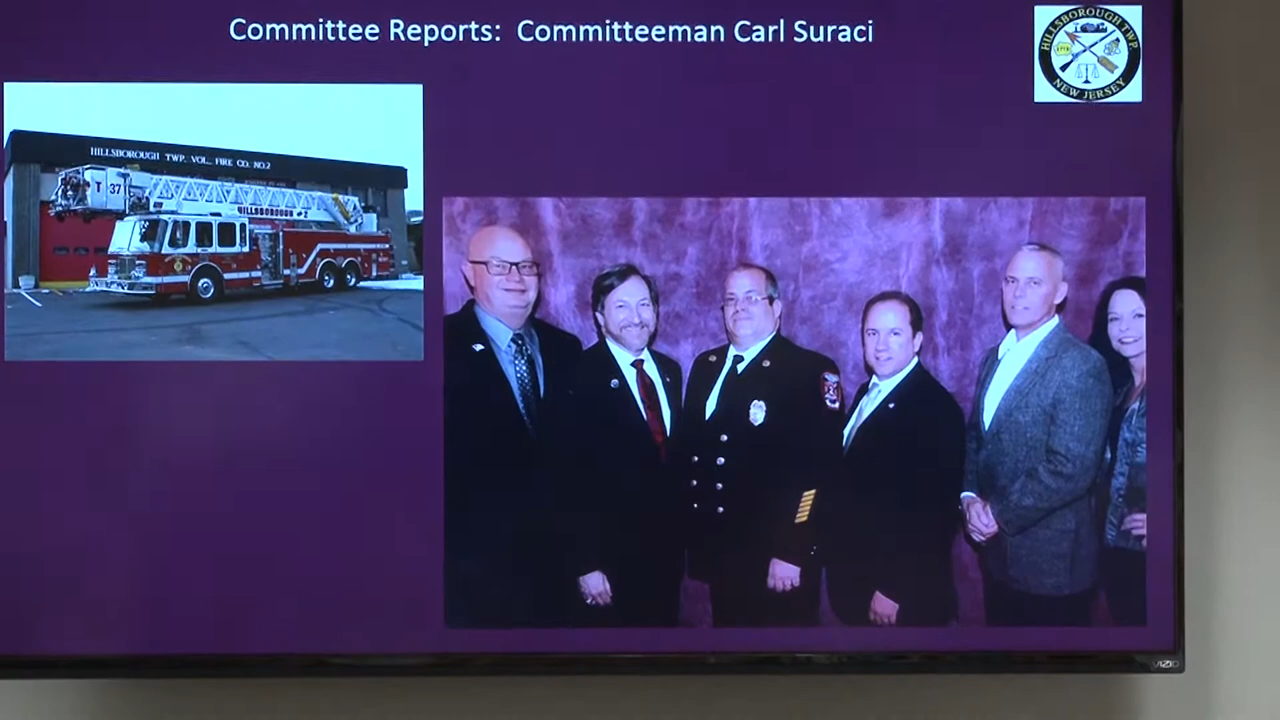 Committee Reports: Committeeman Carl Suraci
HILLSBOROUGH TWP.
NEW JERSEY
HILLSBOROUGH TWP. VOL. FIRE CO. NO.2
T 37
HILLSBOROUGH #2
VIZIO